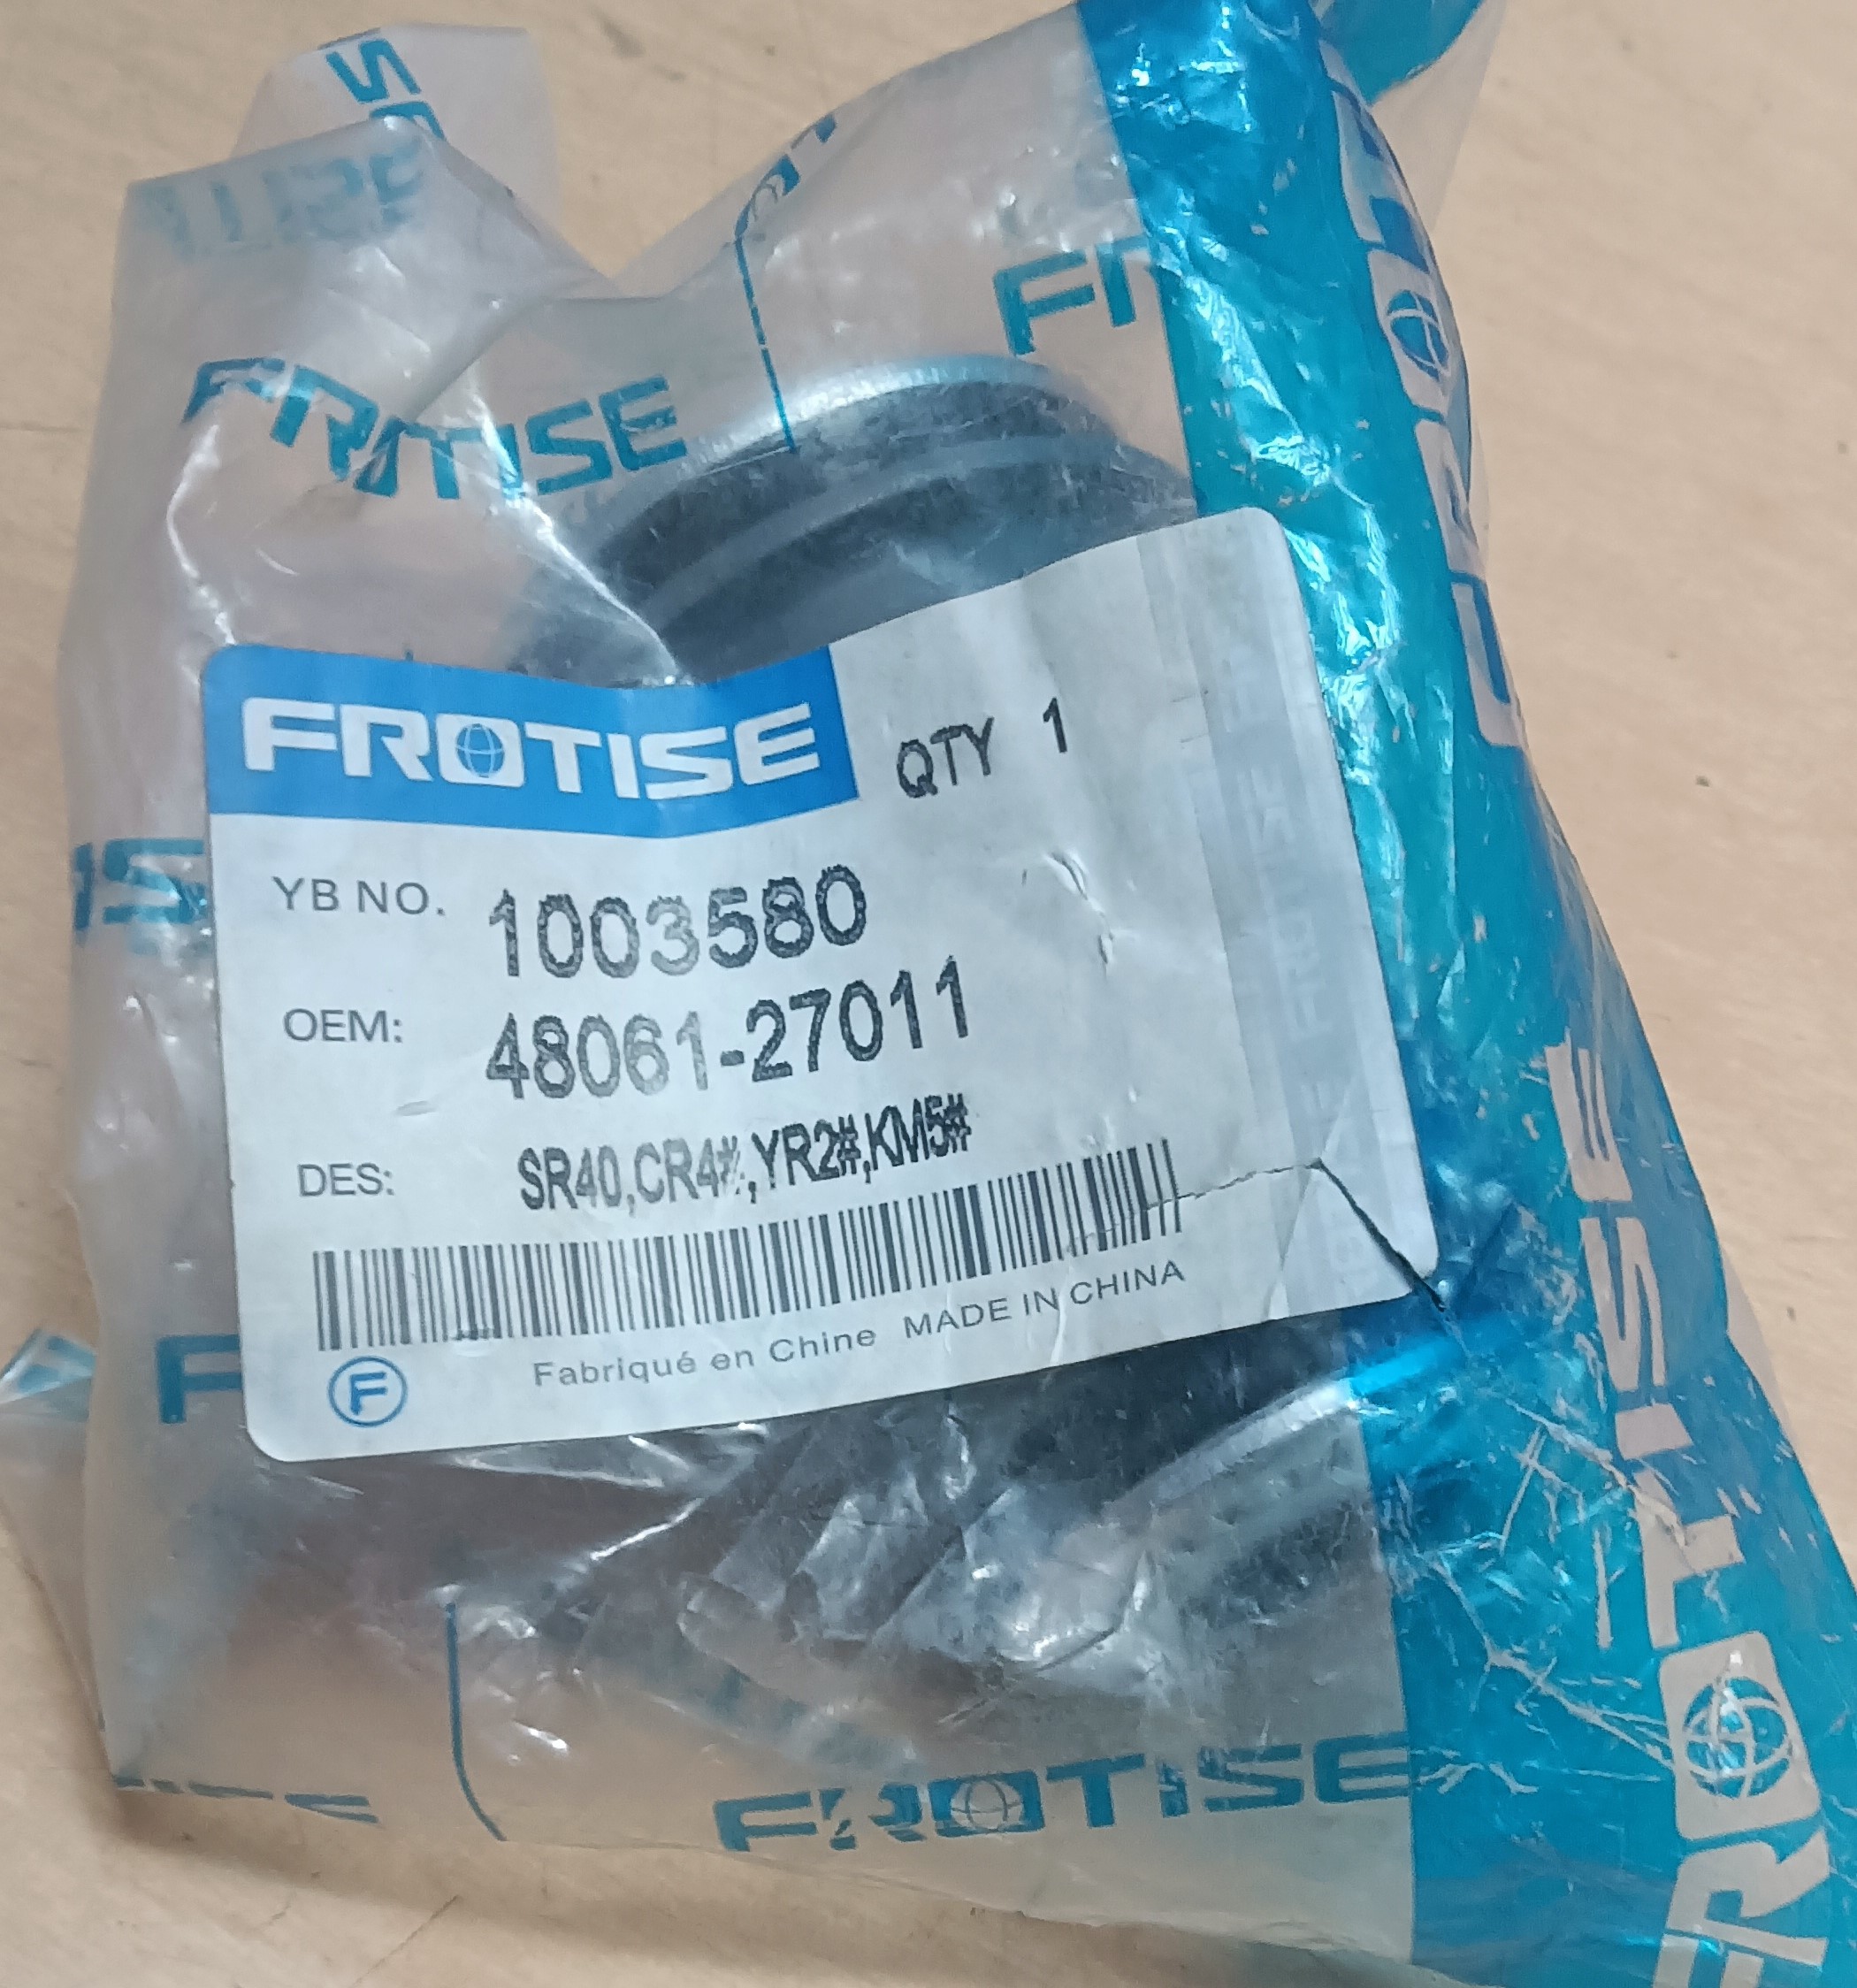 FROTISE
FROTISE QTY 1
YB NO. 1003580
OEM: 48061-27011
DES: SR40,CR4#,YR2#,KM5#
Fabriqué en Chine MADE IN CHINA
F
FROTISE
FROTISE